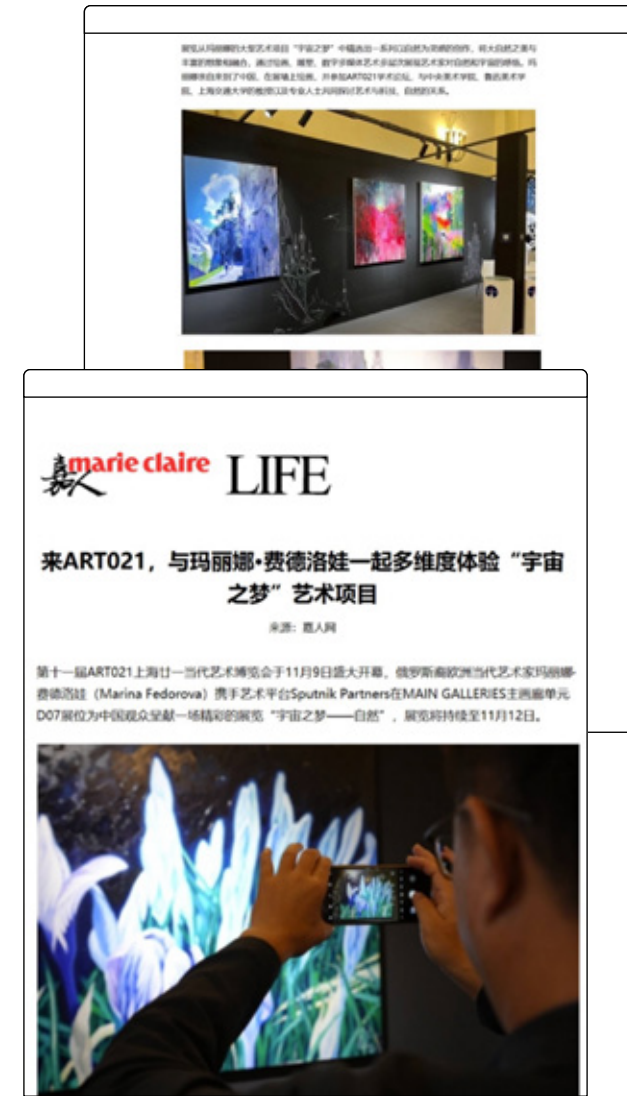 展览从玛丽娜的大型艺术项目“宇宙之梦”中精选出一系列以自然为灵感的创作，将大自然之美与
丰富的想象相融合，通过绘画、雕塑、数字多媒体艺术多层次展现艺术家对自然和宇宙的感悟。玛
丽娜亲自来到了中国，在展墙上绘画，并参加ART021学术论坛，与中央美术学院、鲁迅美术学
院、上海交通大学的教授以及专业人士共同探讨艺术与科技、自然的关系。
嘉人 marie claire LIFE
来ART021，与玛丽娜·费德洛娃一起多维度体验“宇宙
之梦”艺术项目
来源：嘉人网
第十一届ART021上海廿一当代艺术博览会于11月9日盛大开幕，俄罗斯裔欧洲当代艺术家玛丽娜·
费德洛娃（Marina Fedorova）携手艺术平台Sputnik Partners在MAIN GALLERIES主画廊单元
D07展位为中国观众呈献一场精彩的展览“宇宙之梦——自然”，展览将持续至11月12日。